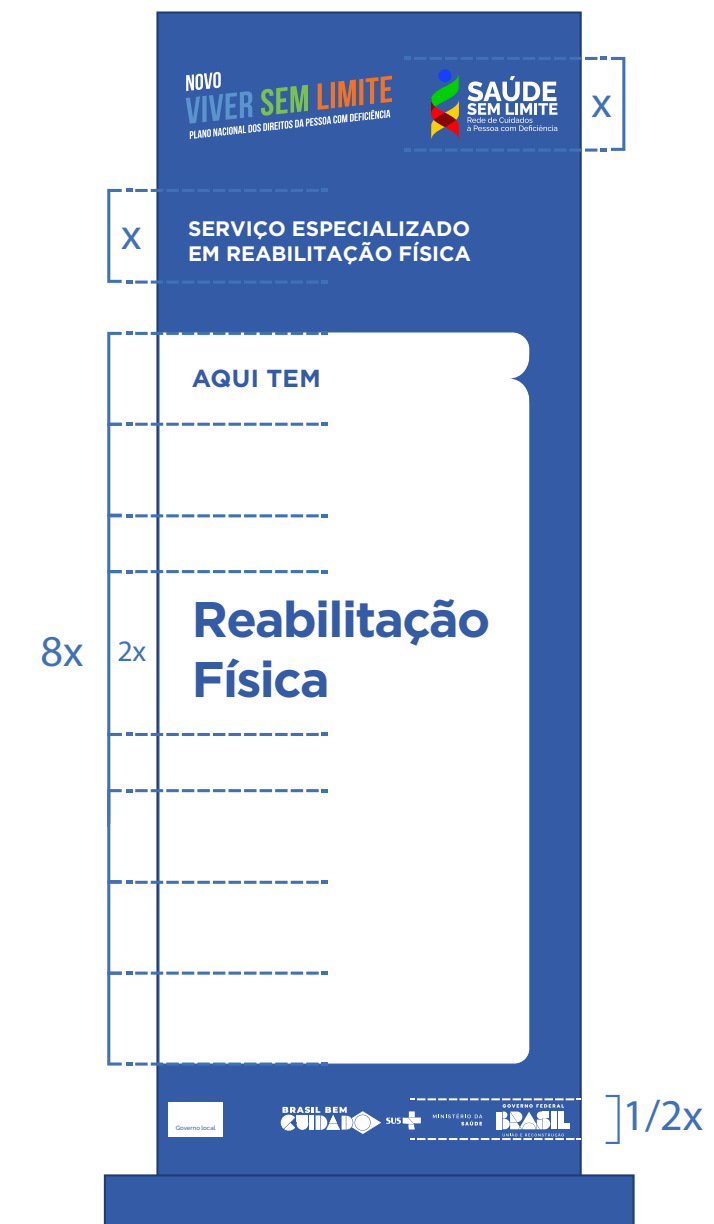 NOVO
VIVER SEM LIMITE
PLANO NACIONAL DOS DIREITOS DA PESSOA COM DEFICIÊNCIA
SAÚDE
SEM LIMITE
Rede de Cuidados
à Pessoa com Deficiência
x
x
SERVIÇO ESPECIALIZADO
EM REABILITAÇÃO FÍSICA
AQUI TEM
8x
2x
Reabilitação
Física
Governo local
BRASIL BEM
CUIDADO
SUS
MINISTÉRIO DA
SAÚDE
GOVERNO FEDERAL
BRASIL
UNIÃO E RECONSTRUÇÃO
1/2x